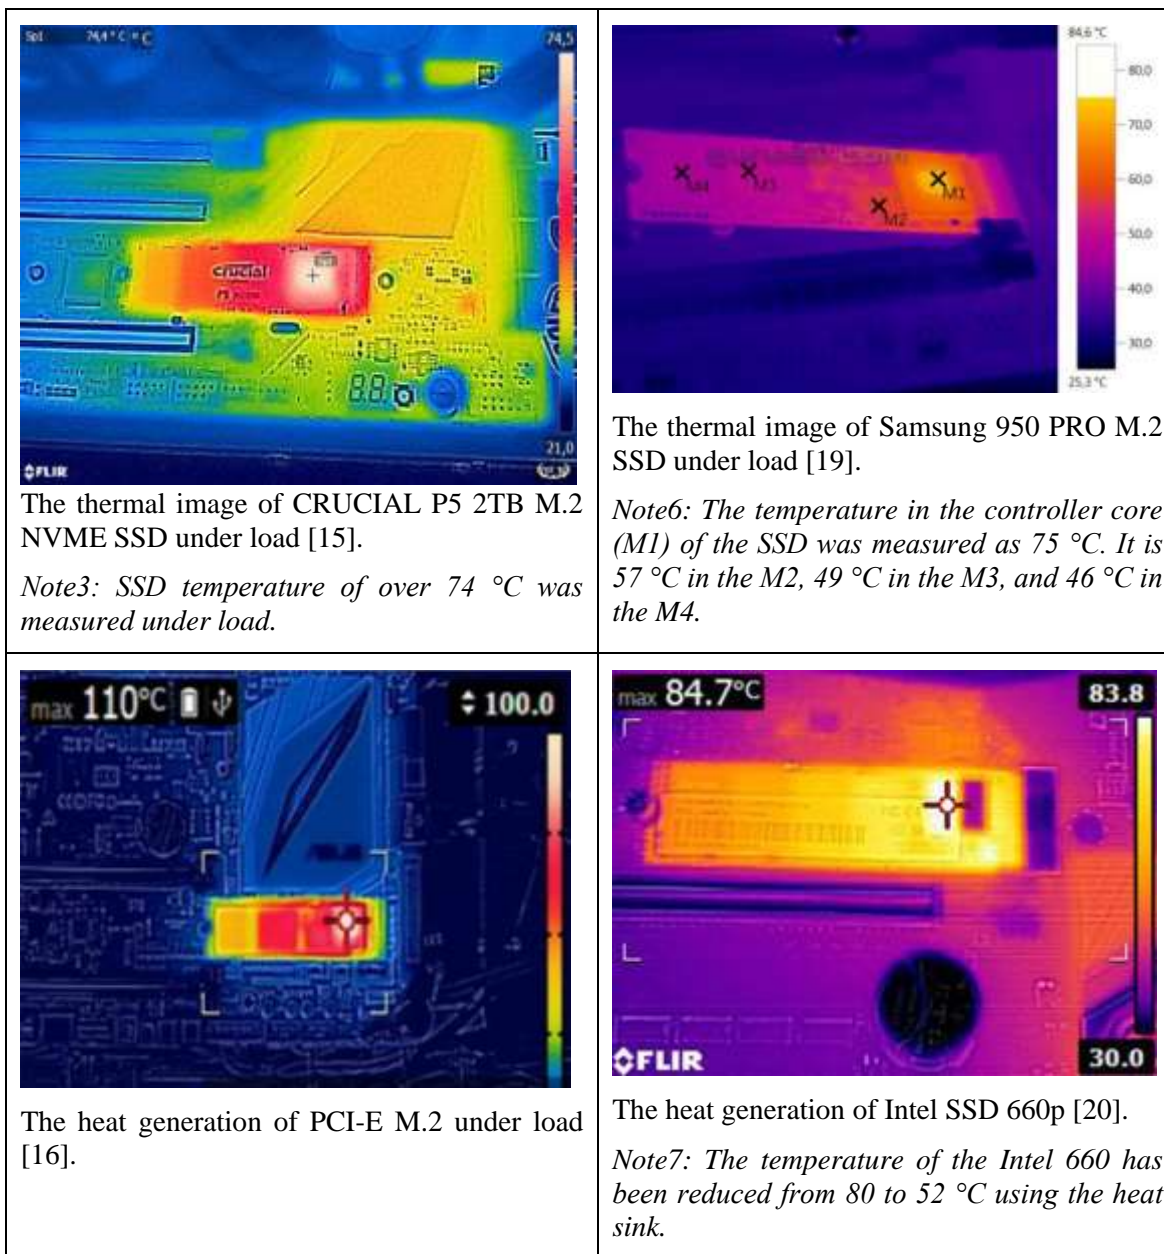 Sp1 74,4 °C °C
74,5
crucial
P5
88
21,0
FLIR
The thermal image of CRUCIAL P5 2TB M.2
NVME SSD under load [15].
Note3: SSD temperature of over 74 °C was
measured under load.
84,6 °C
80,0
70,0
60,0
50,0
40,0
30,0
25,3 °C
M4
M3
M2
M1
The thermal image of Samsung 950 PRO M.2
SSD under load [19].
Note6: The temperature in the controller core
(M1) of the SSD was measured as 75 °C. It is
57 °C in the M2, 49 °C in the M3, and 46 °C in
the M4.
max 110°C
100.0
The heat generation of PCI-E M.2 under load
[16].
max 84.7°C
83.8
FLIR
30.0
The heat generation of Intel SSD 660p [20].
Note7: The temperature of the Intel 660 has
been reduced from 80 to 52 °C using the heat
sink.